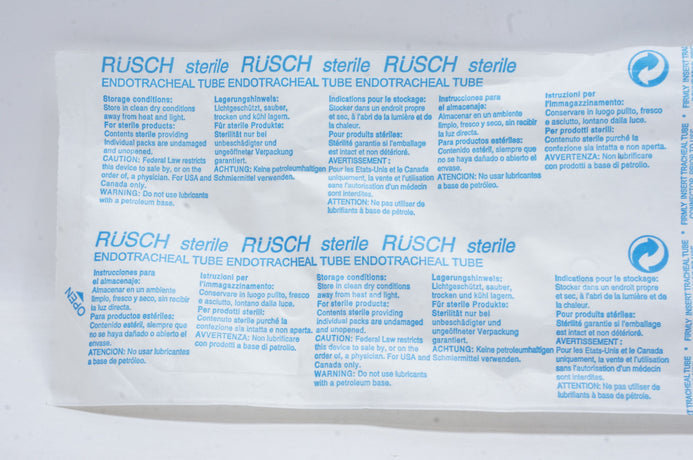 RÜSCH sterile RÜSCH sterile RÜSCH sterile
ENDOTRACHEAL TUBE ENDOTRACHEAL TUBE ENDOTRACHEAL TUBE
Storage conditions:
Store in clean dry conditions
away from heat and light.
For sterile products:
Contents sterile providing
Individual packs are undamaged
and unopened.
CAUTION: Federal Law restricts
this device to sale by, or on the
order of, a physician. For USA and
Canada only.
WARNING: Do not use lubricants
with a petroleum base.
Lagerungshinweis:
Lichtgeschützt, sauber,
trocken und kühl lagern.
Für sterile Produkte:
Sterilität nur bei
unbeschädigter und
ungeöffneter Verpackung
garantiert.
ACHTUNG: Keine petroleumhaltigen
Schmiermittel verwenden.
Indications pour le stockage:
Stocker dans un endroit propre
et sec, à l'abri de la lumière et de
la chaleur.
Pour produits stériles:
Stérilité garantie si l'emballage
est intact et non détérioré.
AVERTISSEMENT:
Pour les Etats-Unis et le Canada
uniquement, la vente et l'utilisation
sans l'autorisation d'un médecin
sont interdites.
ATTENTION: Ne pas utiliser de
lubrifiants à base de pétrole.
Instrucciones para
el almacenaje:
Almacenar en un ambiente
limpo, fresco y seco, sin recibir
la luz directa.
Para productos estériles:
Contenido estéril, siempre que
no se haya dañado o abierto el
envase.
ATENCION: No usar lubricantes
a base de petróleo.
Istruzioni per
l'immagazzinamento:
Conservare in luogo pulito, fresco
e asciutto, lontano dalla luce.
Per prodotti sterili:
Contenuto sterile purché la
confezione sia intatta e non aperta.
AVVERTENZA: Non lubrificare
con prodotti a base di petrolio.
RÜSCH sterile RÜSCH sterile RÜSCH sterile
ENDOTRACHEAL TUBE ENDOTRACHEAL TUBE ENDOTRACHEAL TUBE
OPEN
Instrucciones para
el almacenaje:
Almacenar en un ambiente
limpo, fresco y seco, sin recibir
la luz directa.
Para productos estériles:
Contenido estéril, siempre que
no se haya dañado o abierto el
envase.
ATENCION: No usar lubricantes
a base de petróleo.
Istruzioni per
l'immagazzinamento:
Conservare in luogo pulito, fresco
e asciutto, lontano dalla luce.
Per prodotti sterili:
Contenuto sterile purché la
confezione sia intatta e non aperta.
AVVERTENZA: Non lubrificare
con prodotti a base di petrolio.
Storage conditions:
Store in clean dry conditions
away from heat and light.
For sterile products:
Contents sterile providing
individual packs are undamaged
and unopened.
CAUTION: Federal Law restricts
this device to sale by, or on the
order of, a physician. For USA and
Canada only.
WARNING: Do not use lubricants
with a petroleum base.
Lagerungshinweis:
Lichtgeschützt, sauber,
trocken und kühl lagern.
Für sterile Produkte:
Sterilität nur bei
unbeschädigter und
ungeöffneter Verpackung
garantiert.
ACHTUNG: Keine petroleumhaltigen
Schmiermittel verwenden.
Indications pour le stockage:
Stocker dans un endroit propre
et sec, à l'abri de la lumière et de
la chaleur.
Pour produits stériles:
Stérilité garantie si l'emballage
est intact et non détérioré.
AVERTISSEMENT:
Pour les Etats-Unis et le Canada
uniquement, la vente et l'utilisation
sans l'autorisation d'un médecin
sont interdites.
ATTENTION: Ne pas utiliser de
lubrifiants à base de pétrole.
TRACHEAL TUBE * FIRMLY INSERT TRACHEAL TUBE * FIRMLY INSERT